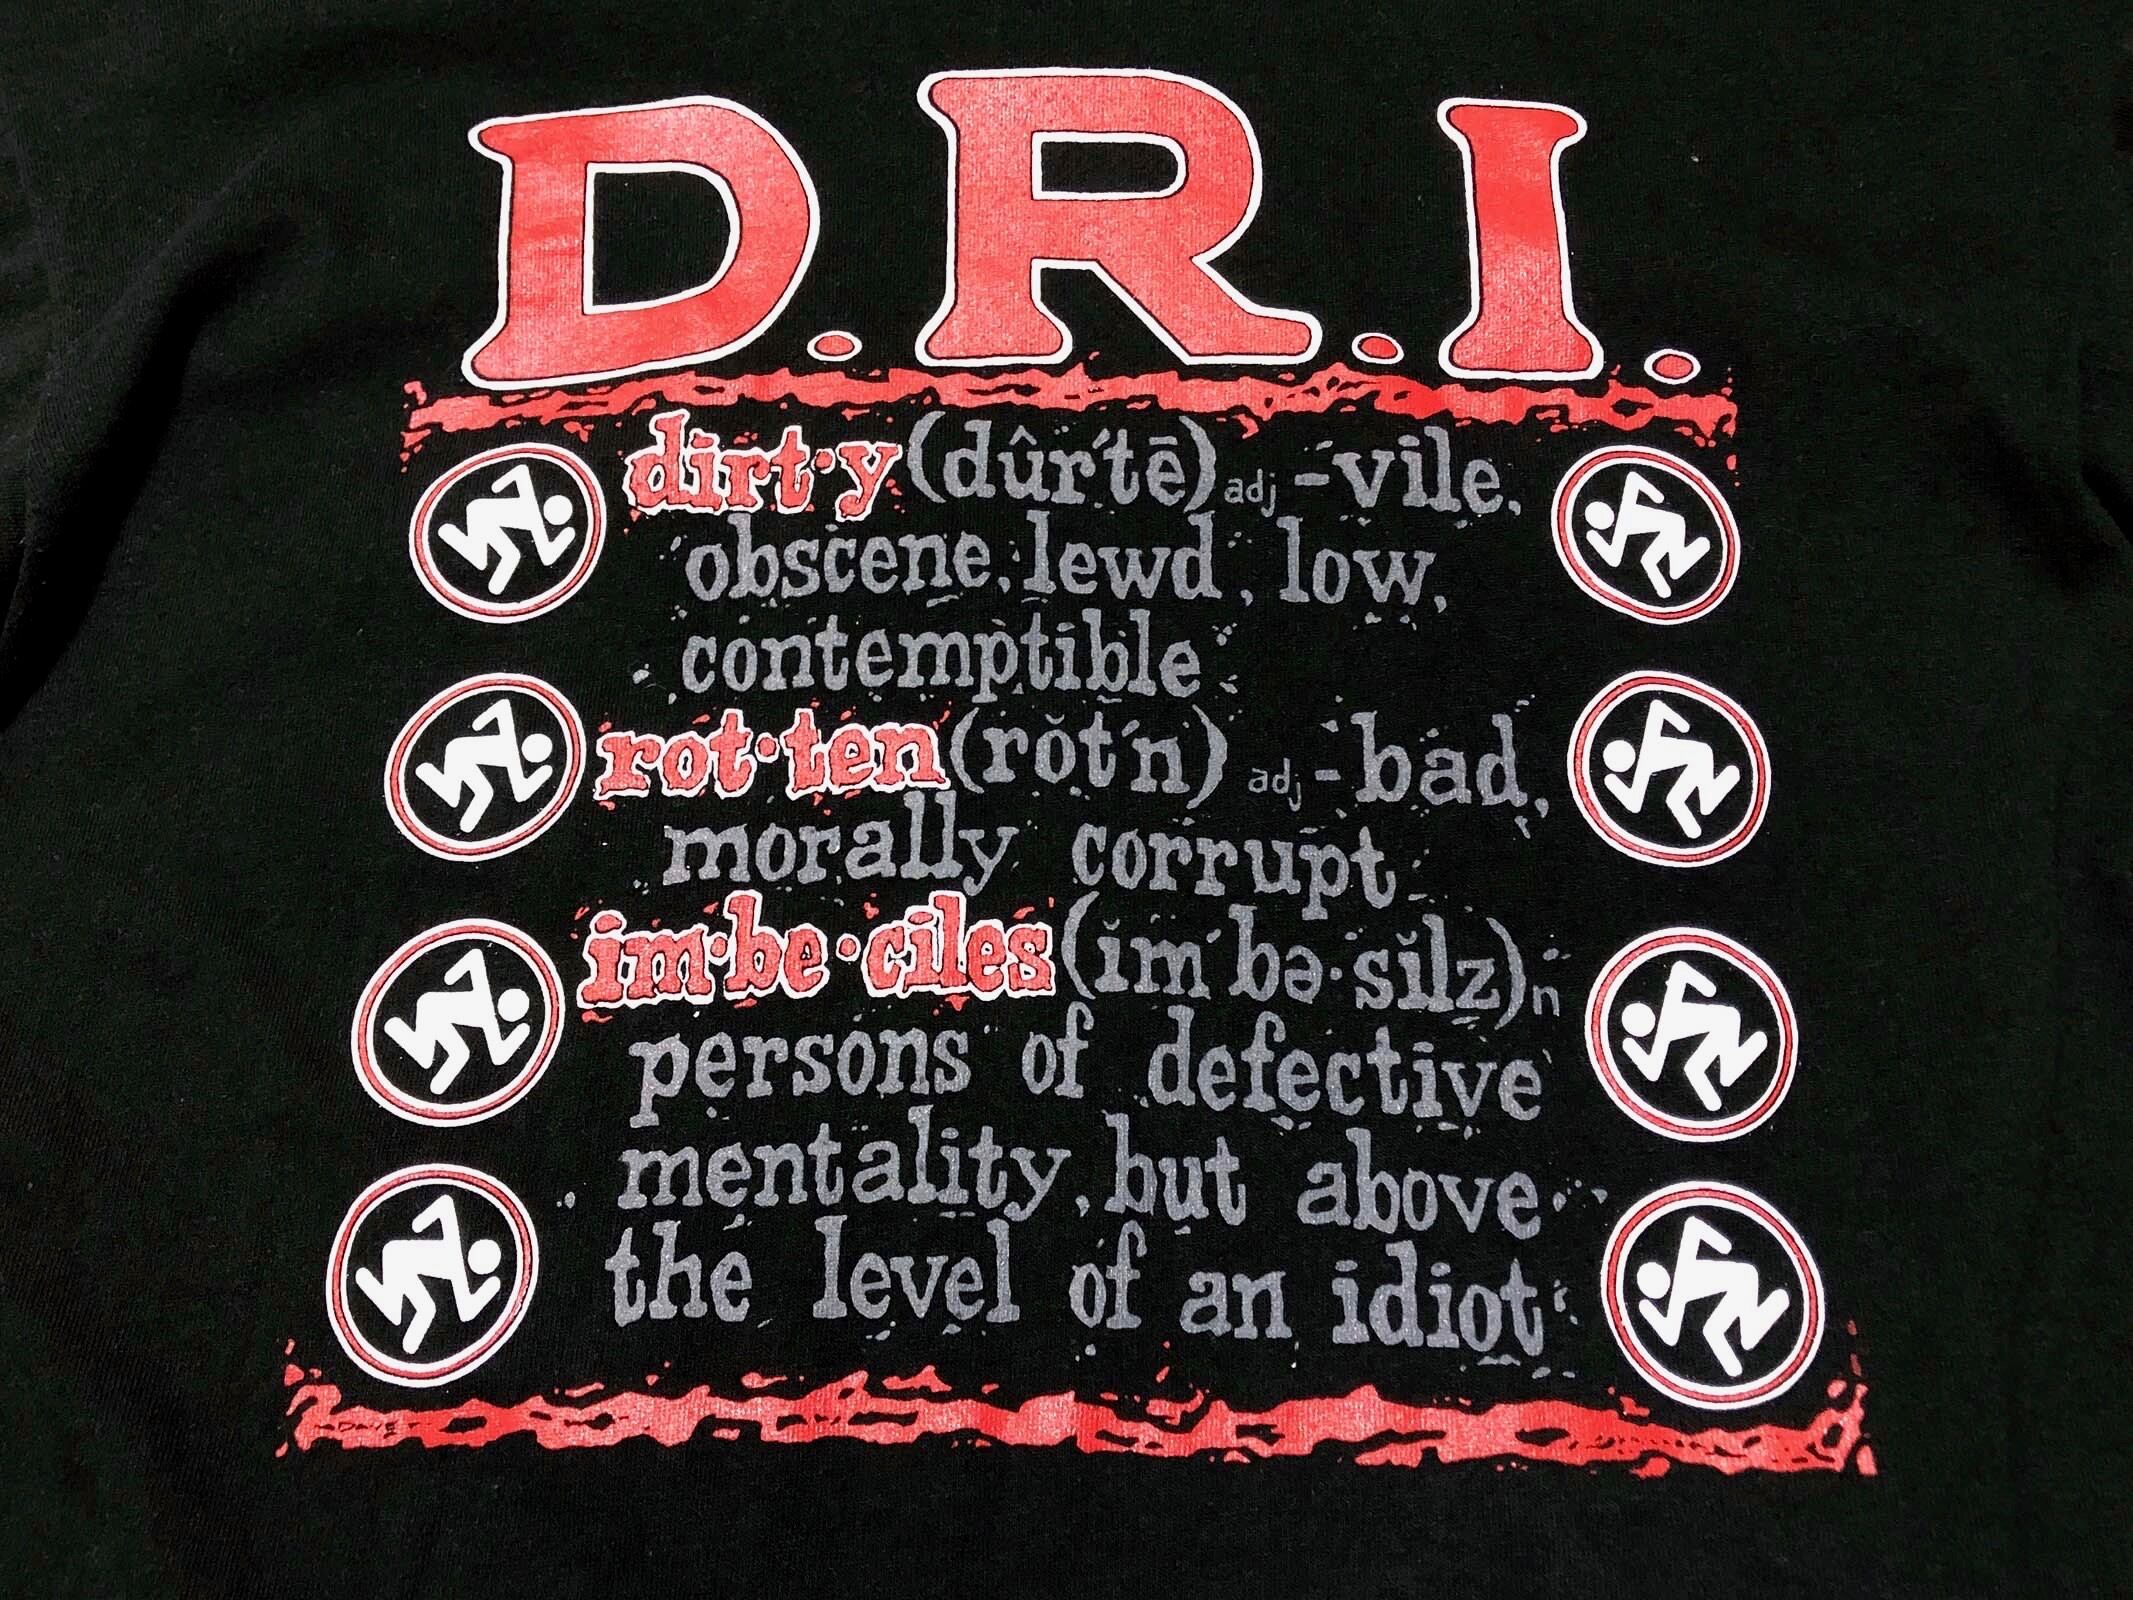 D.R.I.
dirt·y (dûr´tē) adj -vile,
obscene, lewd, low,
contemptible
rot·ten (rŏt´n) adj -bad,
morally corrupt
im·be·ciles (ĭm´bə·sĭlz) n
persons of defective
mentality, but above
the level of an idiot
DAVE